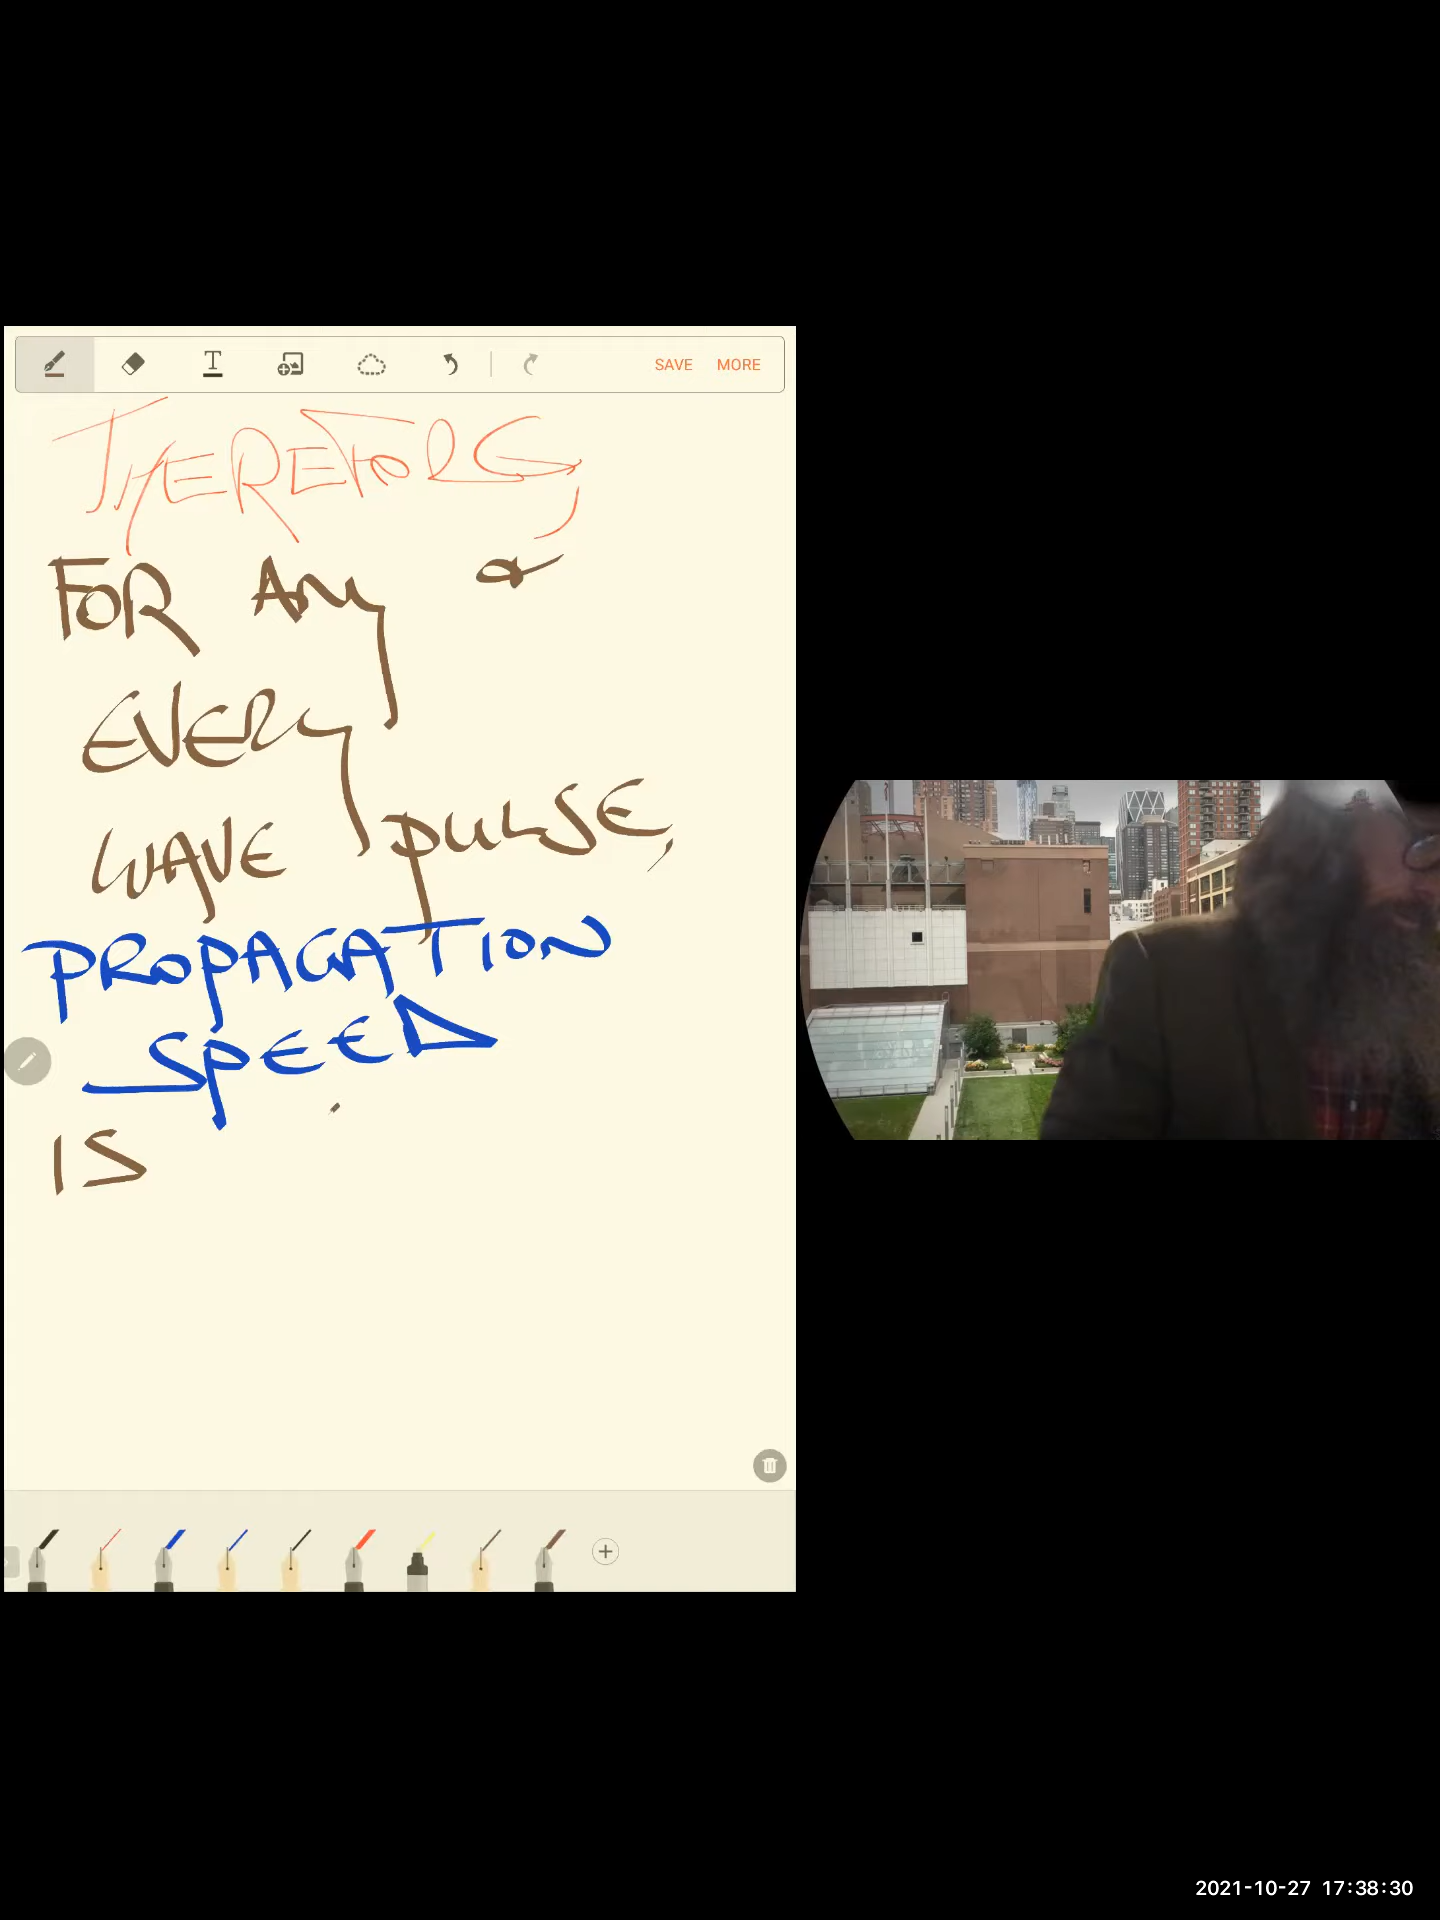 T
SAVE MORE
THEREFORE,
FOR ANY &
EVERY
WAVE PULSE,
PROPAGATION
SPEED
IS
2021-10-27 17:38:30